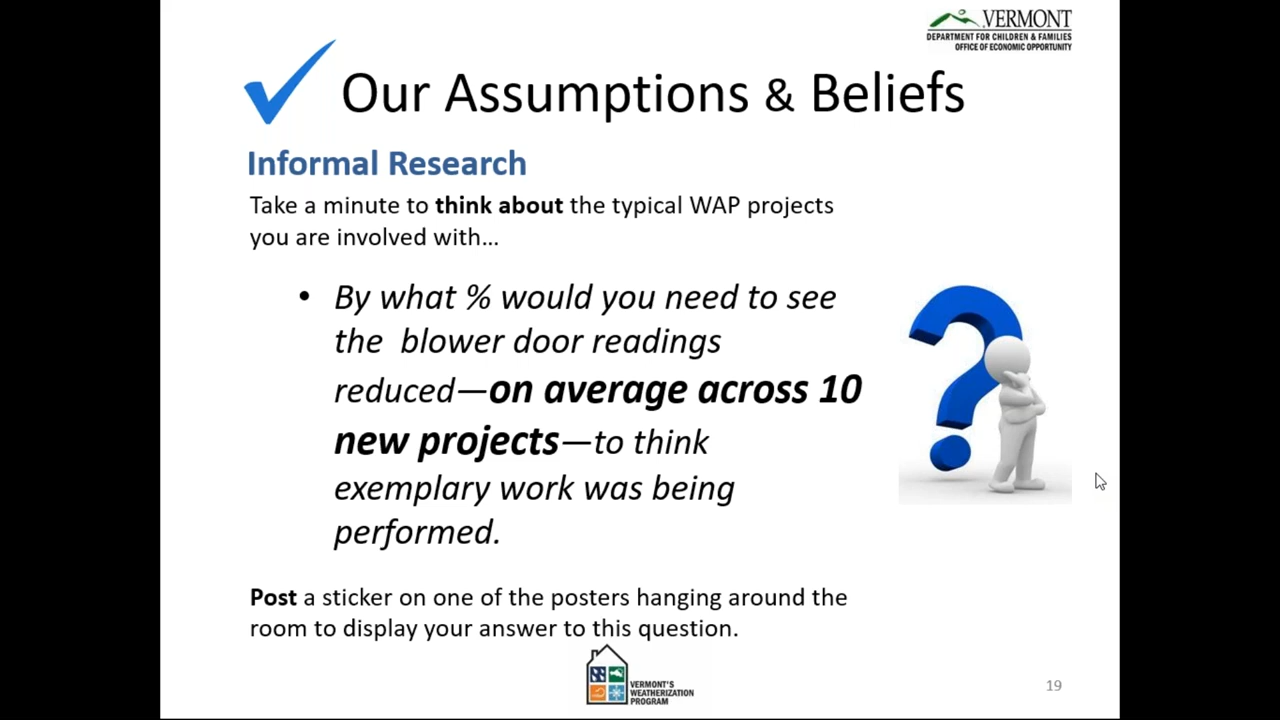 VERMONT
DEPARTMENT FOR CHILDREN & FAMILIES
OFFICE OF ECONOMIC OPPORTUNITY
Our Assumptions & Beliefs
Informal Research
Take a minute to think about the typical WAP projects
you are involved with…
• By what % would you need to see
the blower door readings
reduced—on average across 10
new projects—to think
exemplary work was being
performed.
Post a sticker on one of the posters hanging around the
room to display your answer to this question.
VERMONT'S
WEATHERIZATION
PROGRAM
19